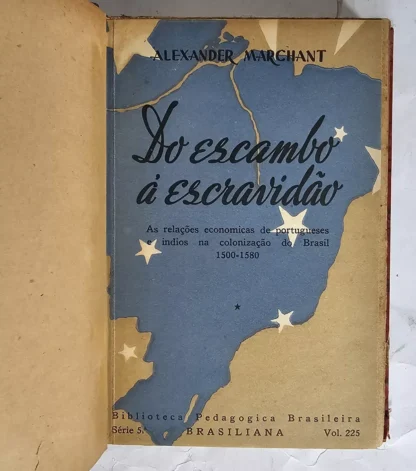 ALEXANDER MARCHANT
Do escambo
á escravidão
As relações economicas de portugueses
e indios na colonização do Brasil
1500-1580
Biblioteca Pedagogica Brasileira
Série 5.ª BRASILIANA Vol. 225